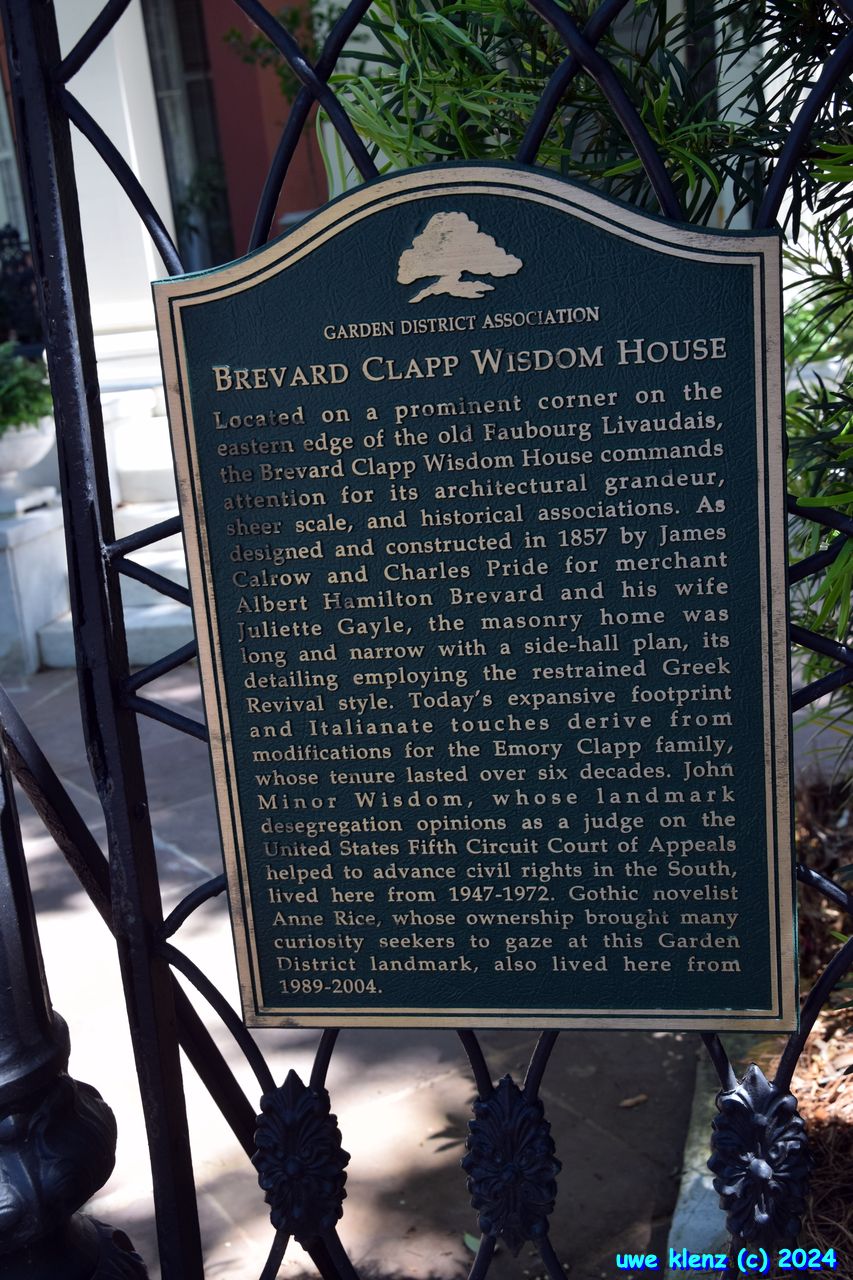 GARDEN DISTRICT ASSOCIATION
BREVARD CLAPP WISDOM HOUSE
Located on a prominent corner on the
eastern edge of the old Faubourg Livaudais,
the Brevard Clapp Wisdom House commands
attention for its architectural grandeur,
sheer scale, and historical associations. As
designed and constructed in 1857 by James
Calrow and Charles Pride for merchant
Albert Hamilton Brevard and his wife
Juliette Gayle, the masonry home was
long and narrow with a side-hall plan, its
detailing employing the restrained Greek
Revival style. Today's expansive footprint
and Italianate touches derive from
modifications for the Emory Clapp family,
whose tenure lasted over six decades. John
Minor Wisdom, whose landmark
desegregation opinions as a judge on the
United States Fifth Circuit Court of Appeals
helped to advance civil rights in the South,
lived here from 1947-1972. Gothic novelist
Anne Rice, whose ownership brought many
curiosity seekers to gaze at this Garden
District landmark, also lived here from
1989-2004.
uwe klenz (c) 2024